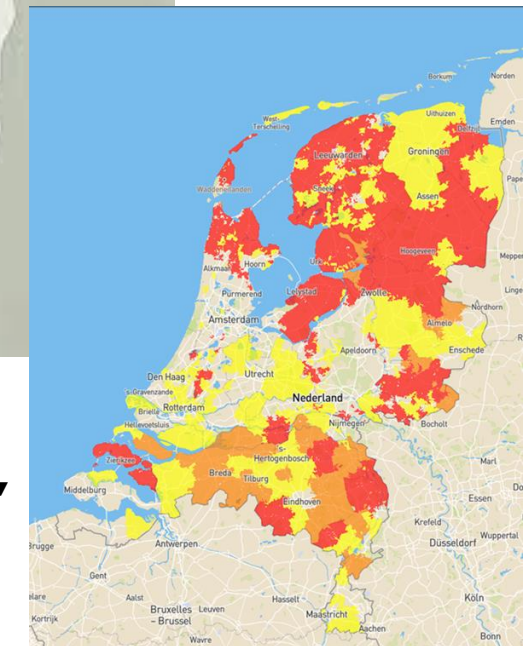 Borkum
Norden
Uithuizen
Emden
West-
Terschelling
Delfzijl
Groningen
Leeuwarden
Waddeneilanden
Sneek
Assen
Hoogeveen
Alkmaar
Hoorn
Purmerend
Lelystad
Zwolle
Nordhorn
Amsterdam
Almelo
Apeldoorn
Enschede
Den Haag
Utrecht
s-Gravenzande
Nederland
Brielle
Rotterdam
Hellevoetsluis
Nijmegen
Bocholt
Zierikzee
s-
Hertogenbosch
Breda
Tilburg
Marl
Middelburg
Eindhoven
Essen
Krefeld
Antwerpen
Düsseldorf
Wuppertal
Brugge
Gent
Köln
Aalst
Hasselt
Kortrijk
Bruxelles
- Brussel
Leuven
Maastricht
Aachen
Bonn
Wavre